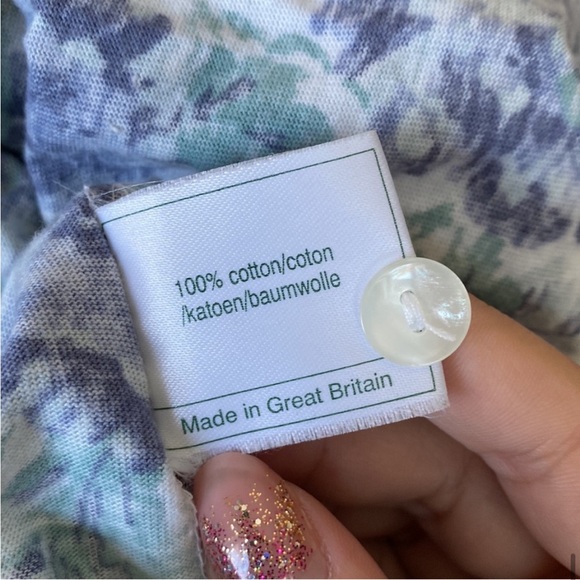 100% cotton/coton
/katoen/baumwolle
Made in Great Britain